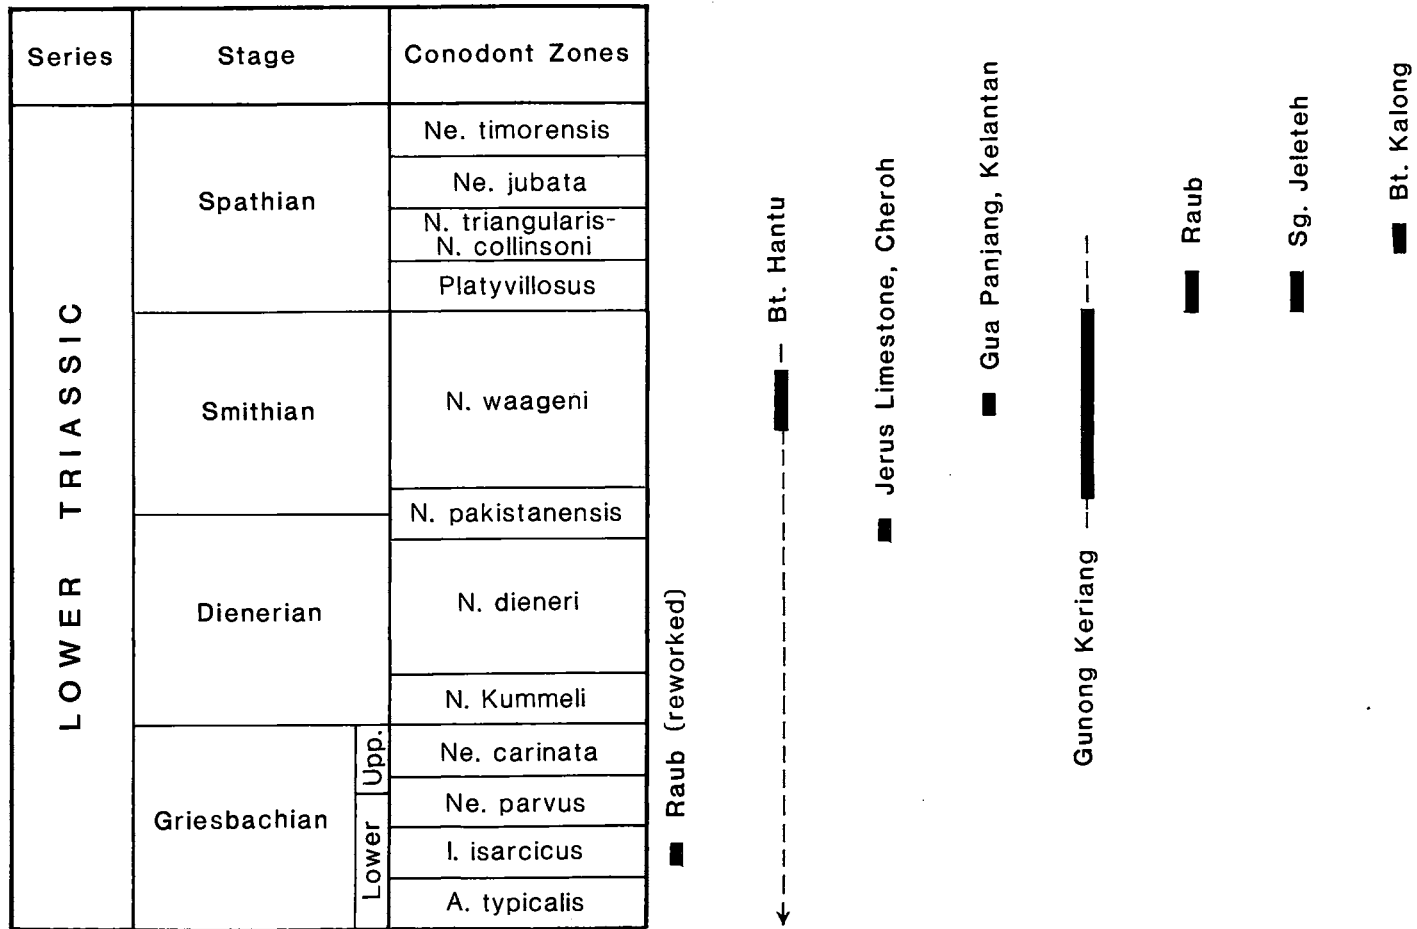 Series
Stage
Conodont Zones
LOWER TRIASSIC
Spathian
Smithian
Dienerian
Griesbachian
Upp.
Lower
Ne. timorensis
Ne. jubata
N. triangularis-
N. collinsoni
Platyvillosus
N. waageni
N. pakistanensis
N. dieneri
N. Kummeli
Ne. carinata
Ne. parvus
I. isarcicus
A. typicalis
Raub (reworked)
Bt. Hantu
Jerus Limestone, Cheroh
Gua Panjang, Kelantan
Gunong Keriang
Raub
Sg. Jeleteh
Bt. Kalong